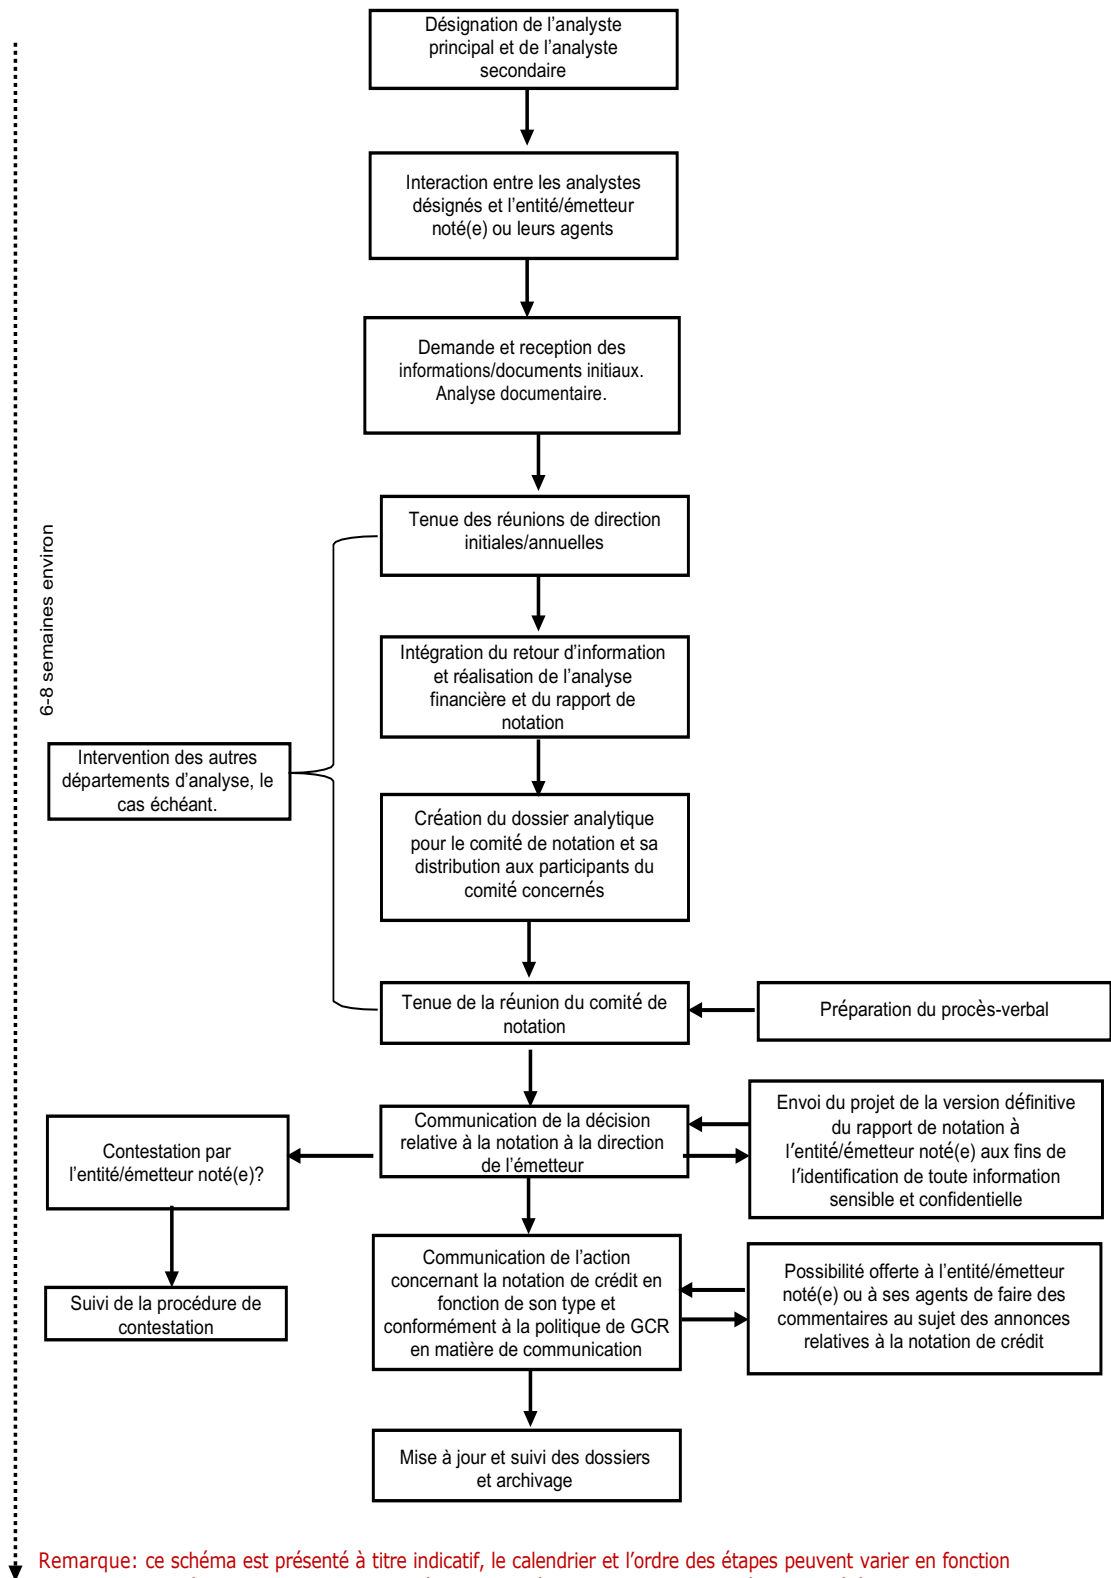 Désignation de l’analyste
principal et de l’analyste
secondaire
Interaction entre les analystes
désignés et l’entité/émetteur
noté(e) ou leurs agents
Demande et reception des
informations/documents initiaux.
Analyse documentaire.
6-8 semaines environ
Tenue des réunions de direction
initiales/annuelles
Intégration du retour d’information
et réalisation de l’analyse
financière et du rapport de
notation
Intervention des autres
départements d’analyse, le
cas échéant.
Création du dossier analytique
pour le comité de notation et sa
distribution aux participants du
comité concernés
Tenue de la réunion du comité de
notation
Préparation du procès-verbal
Communication de la décision
relative à la notation à la direction
de l’émetteur
Envoi du projet de la version définitive
du rapport de notation à
l’entité/émetteur noté(e) aux fins de
l’identification de toute information
sensible et confidentielle
Contestation par
l’entité/émetteur noté(e)?
Suivi de la procédure de
contestation
Communication de l’action
concernant la notation de crédit en
fonction de son type et
conformément à la politique de GCR
en matière de communication
Possibilité offerte à l’entité/émetteur
noté(e) ou à ses agents de faire des
commentaires au sujet des annonces
relatives à la notation de crédit
Mise à jour et suivi des dossiers
et archivage
Remarque: ce schéma est présenté à titre indicatif, le calendrier et l’ordre des étapes peuvent varier en fonction